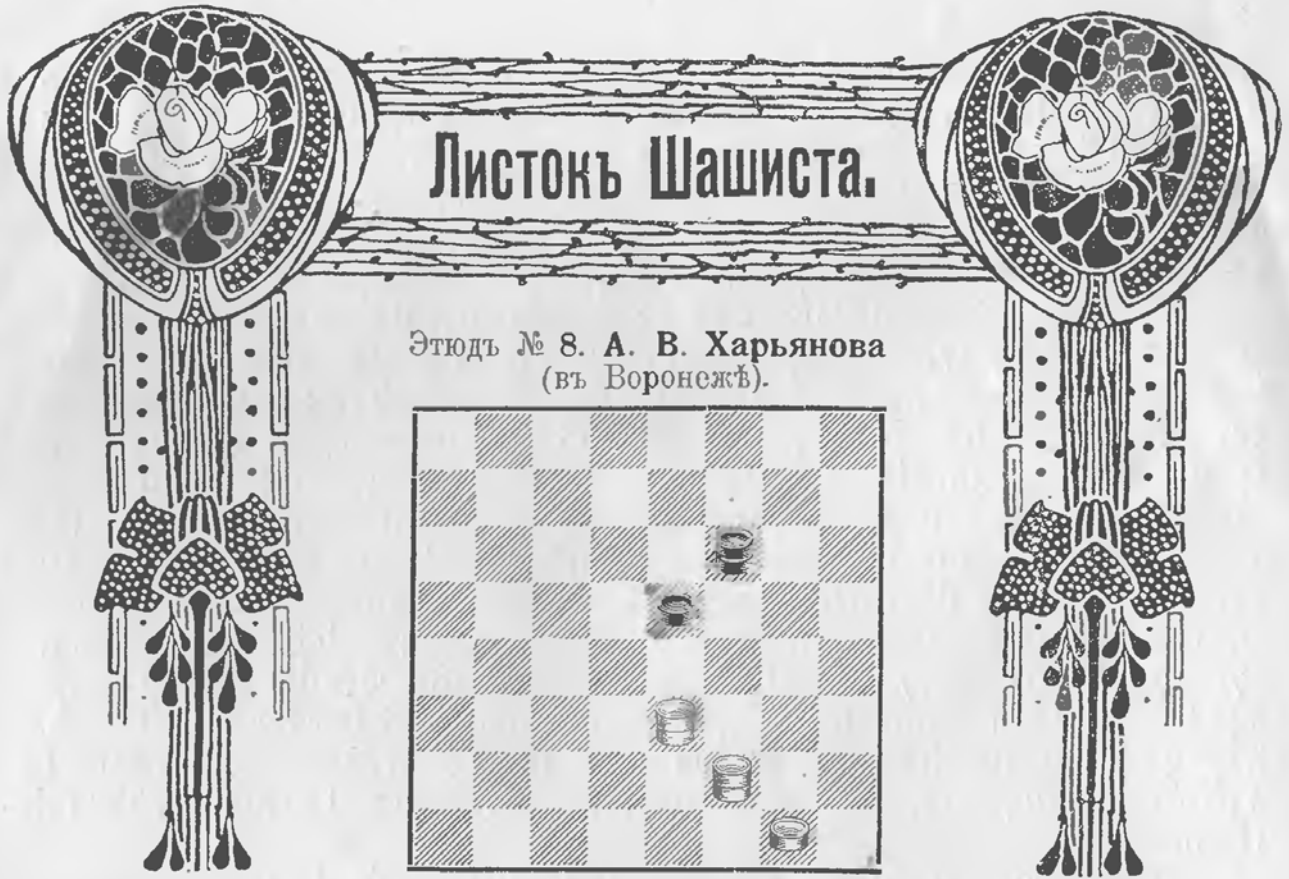 Листокъ Шашиста.
Этюдъ № 8. А. В. Харьянова
(въ Воронежѣ).